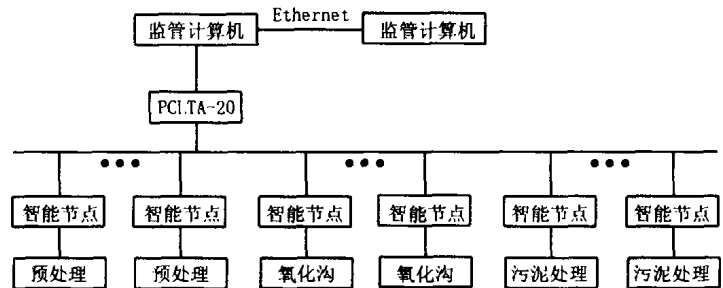 Ethernet
监管计算机 监管计算机
PCLTA-20
智能节点 智能节点 智能节点 智能节点 智能节点 智能节点
预处理 预处理 氧化沟 氧化沟 污泥处理 污泥处理